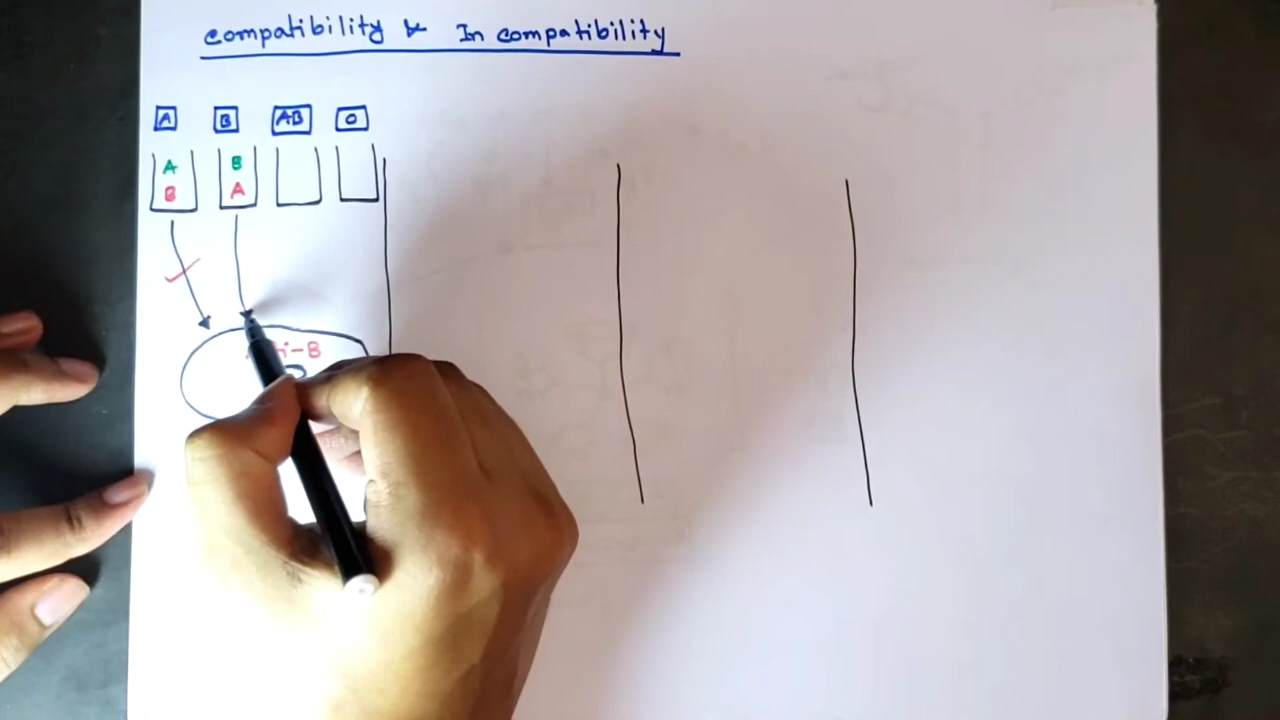 compatibility & In compatibility
A B AB O
A B
B A
i-B